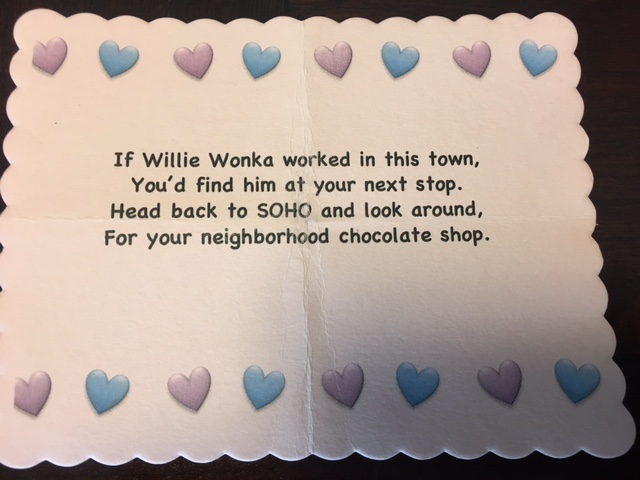 If Willie Wonka worked in this town,
You'd find him at your next stop.
Head back to SOHO and look around,
For your neighborhood chocolate shop.